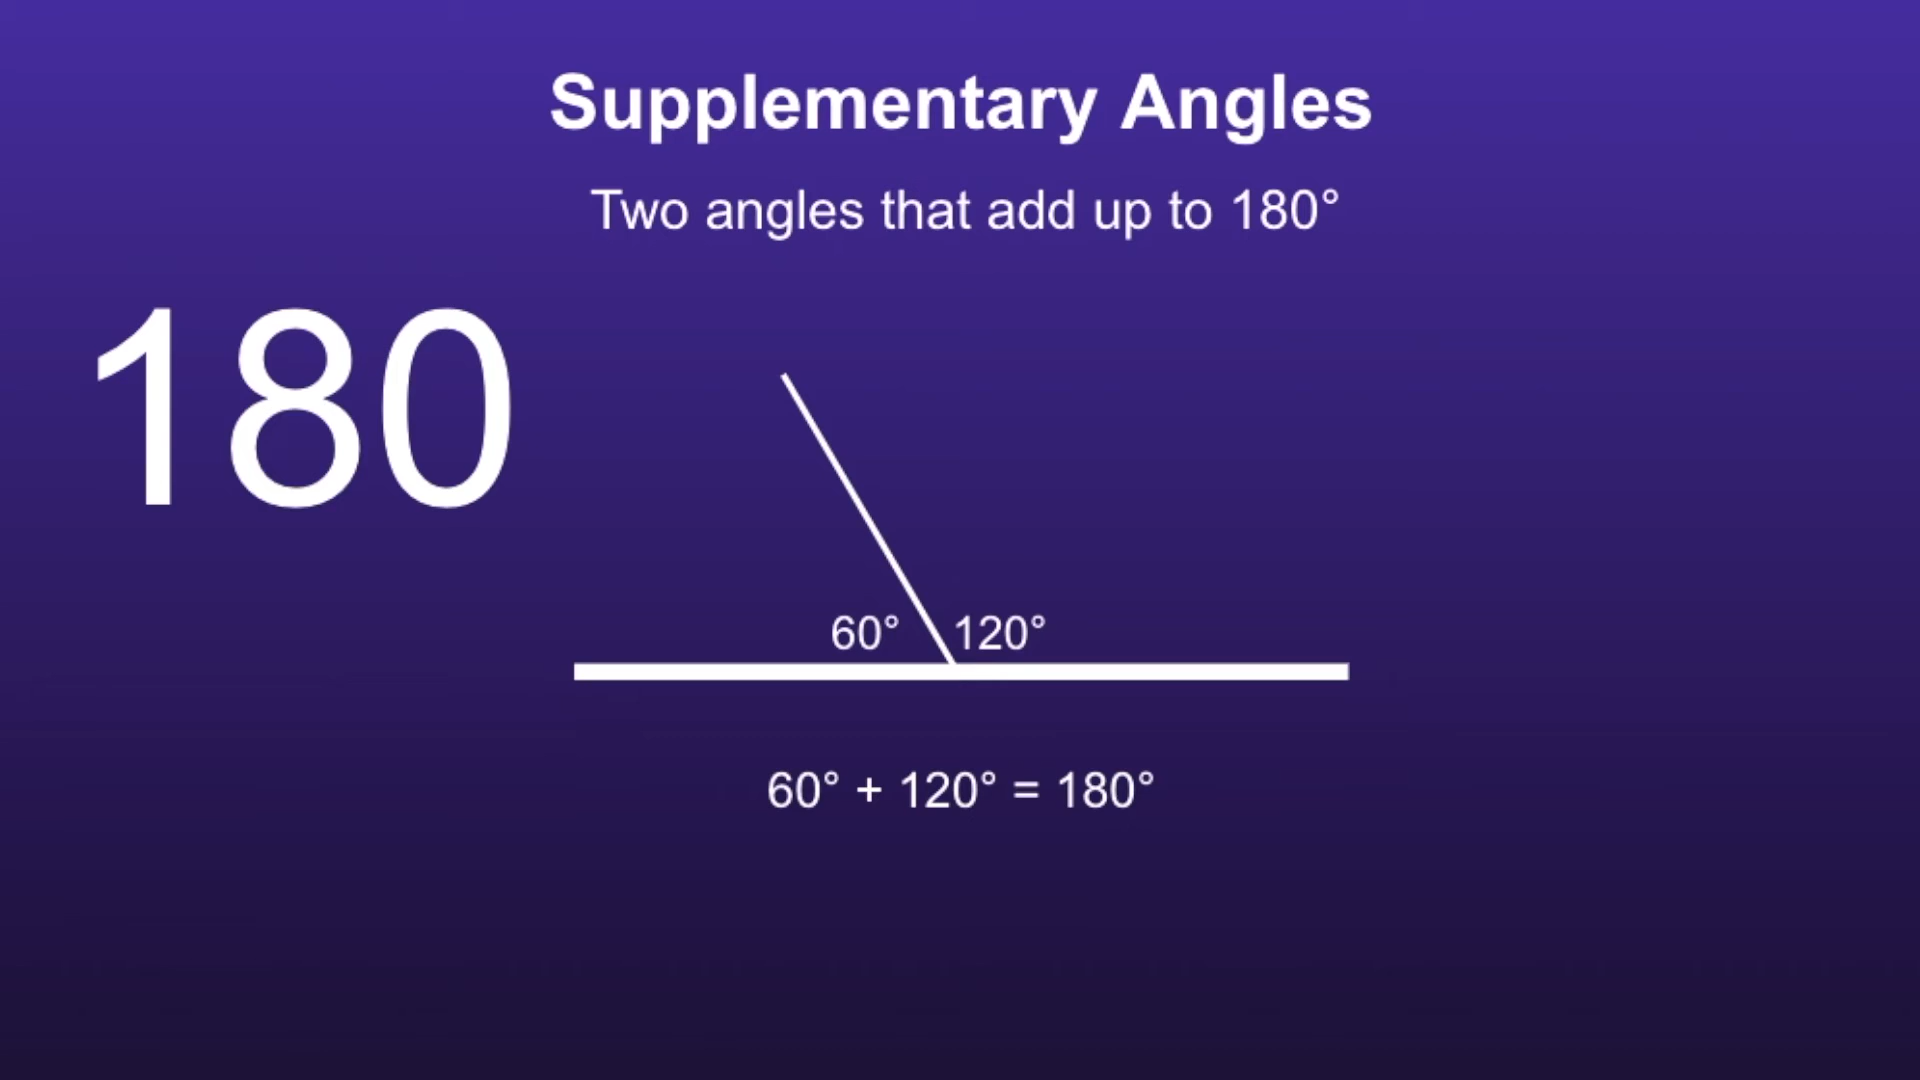 Supplementary Angles
Two angles that add up to 180°
180
60° 120°
60° + 120° = 180°